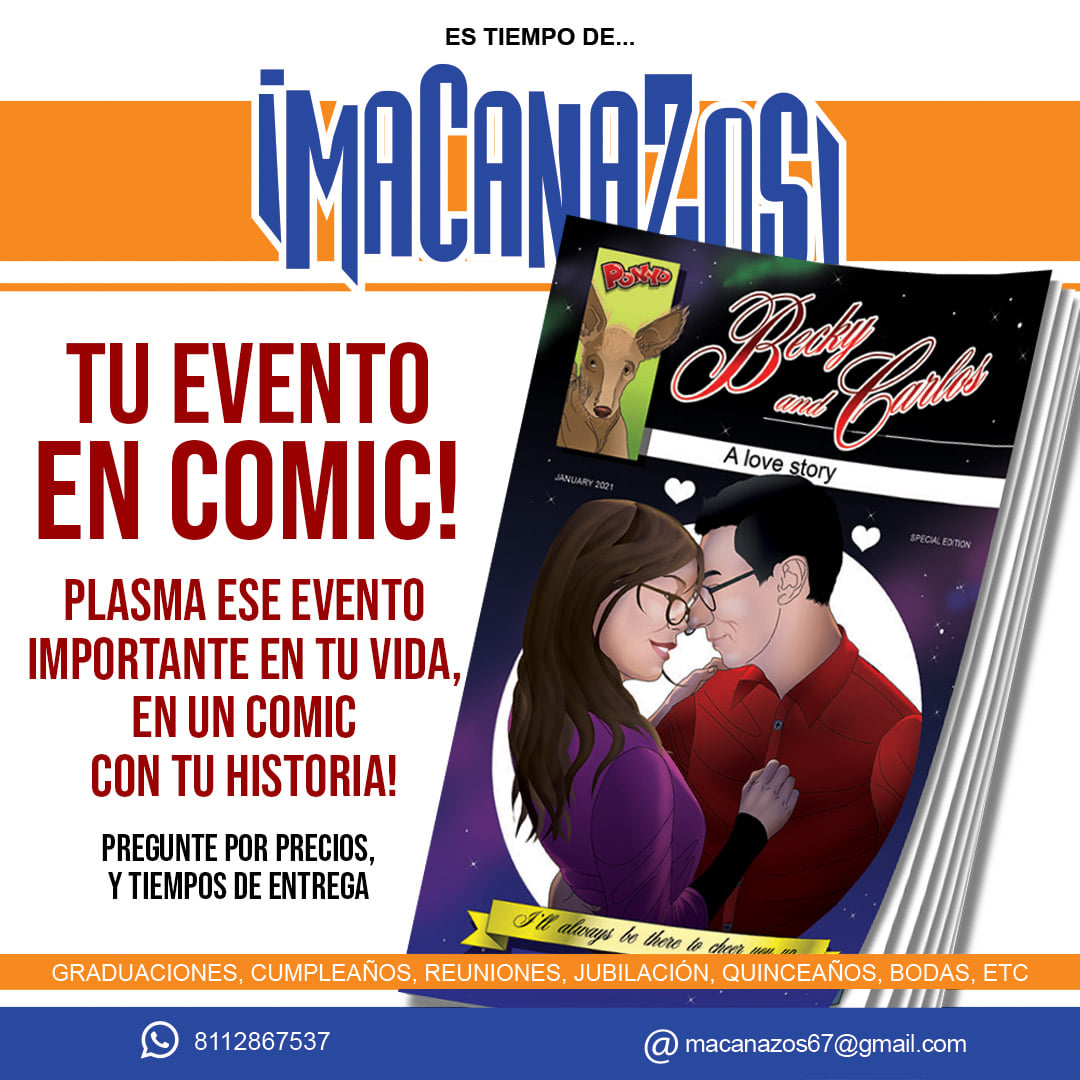 ES TIEMPO DE...
¡MACANAZOS!
TU EVENTO
EN COMIC!
PLASMA ESE EVENTO
IMPORTANTE EN TU VIDA,
EN UN COMIC
CON TU HISTORIA!
PREGUNTE POR PRECIOS,
Y TIEMPOS DE ENTREGA
PONYO
Becky
and Carlos
A love story
JANUARY 2021
SPECIAL EDITION
I'll always be there to cheer you up
GRADUACIONES, CUMPLEAÑOS, REUNIONES, JUBILACIÓN, QUINCEAÑOS, BODAS, ETC
8112867537
@ macanazos67@gmail.com